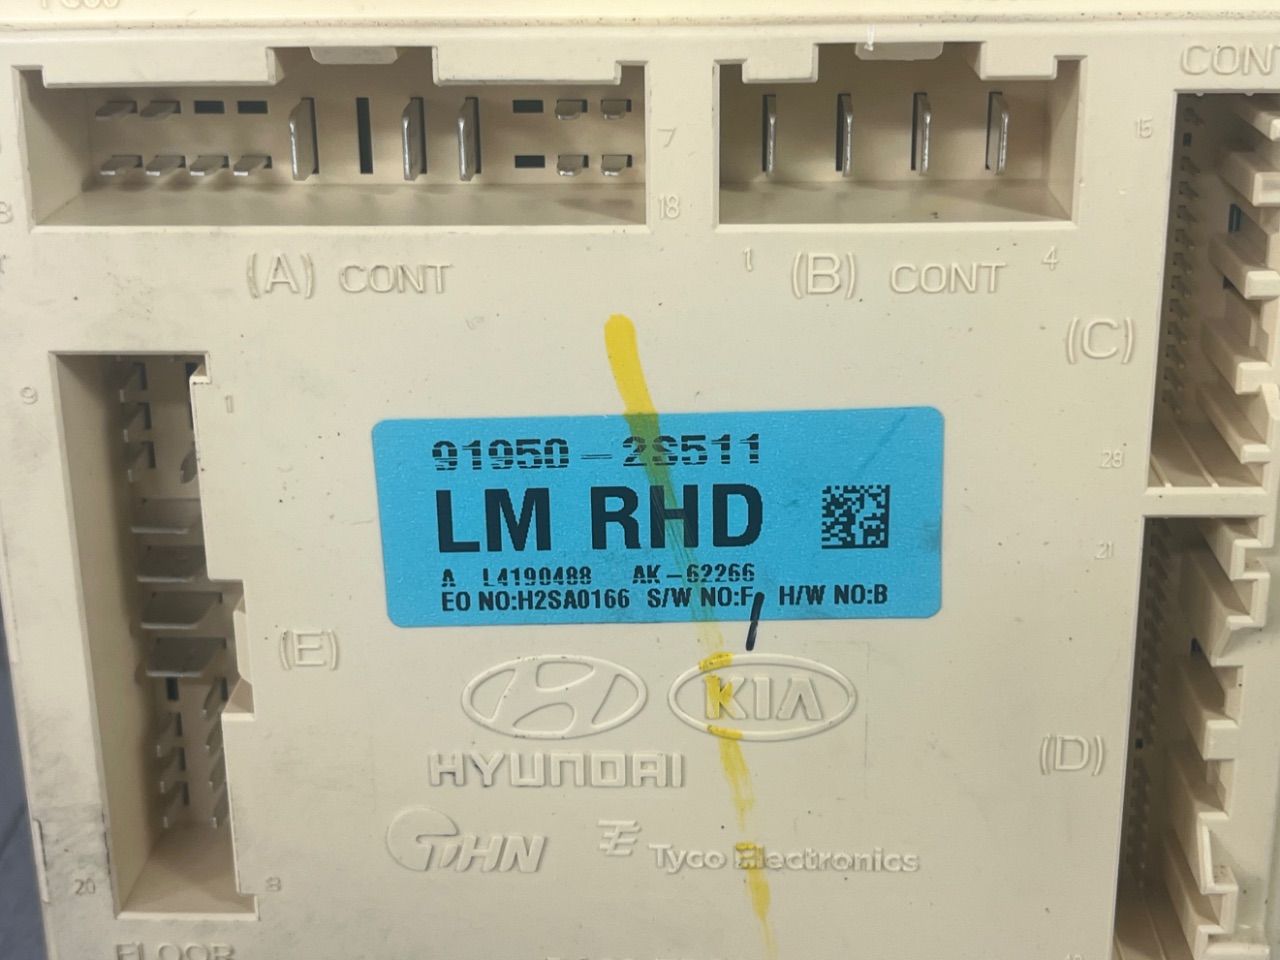 CONT
15
7
18
(A) CONT
1 (B) CONT 4
(C)
9
1
91950-2S511
LM RHD
A L4190488 AK-62266
EO NO:H2SA0166 S/W NO:F H/W NO:B
29
21
(E)
KIA
HYUNDAI
(D)
THN
Tyco Electronics
20
8
FLOOR